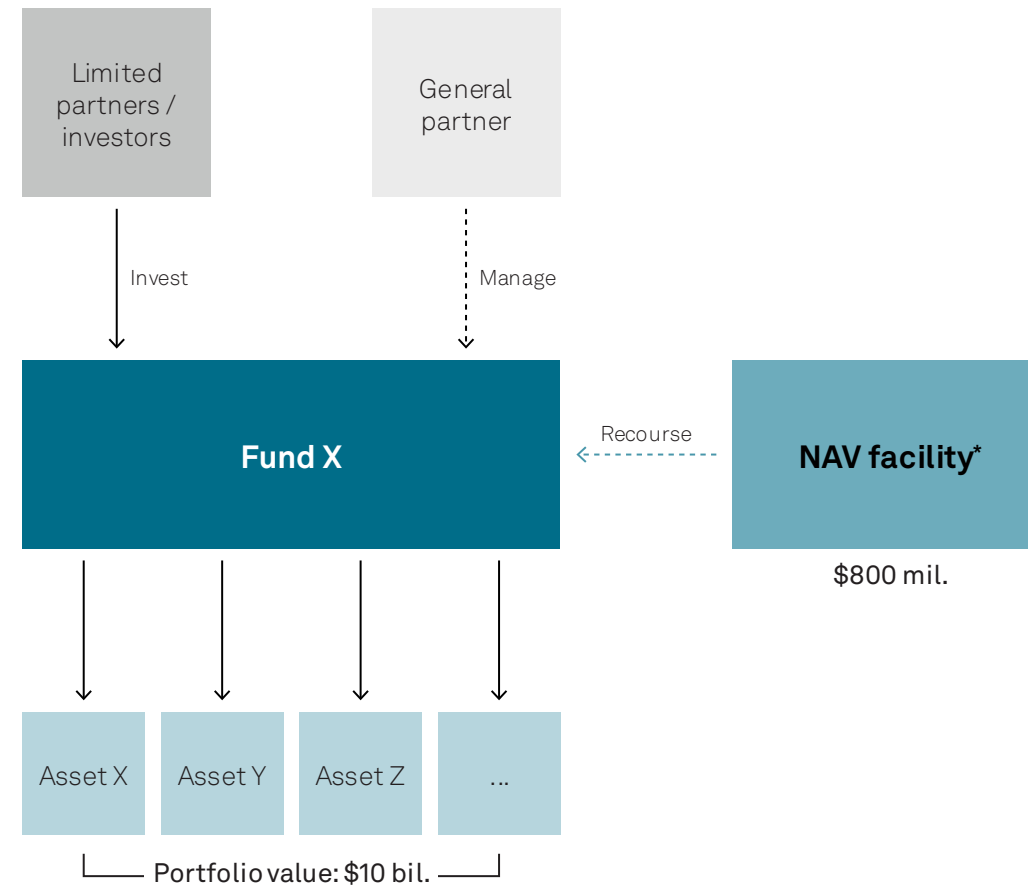 Limited
partners /
investors
General
partner
Invest
Manage
Fund X
Recourse
NAV facility*
$800 mil.
Asset X
Asset Y
Asset Z
...
Portfolio value: $10 bil.